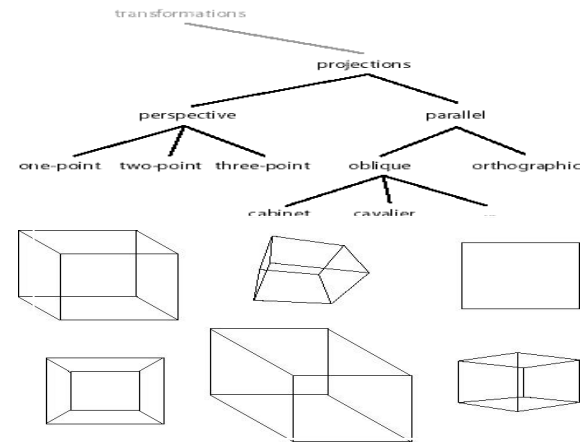 transformations
projections
perspective parallel
one-point two-point three-point oblique orthographic
cabinet cavalier